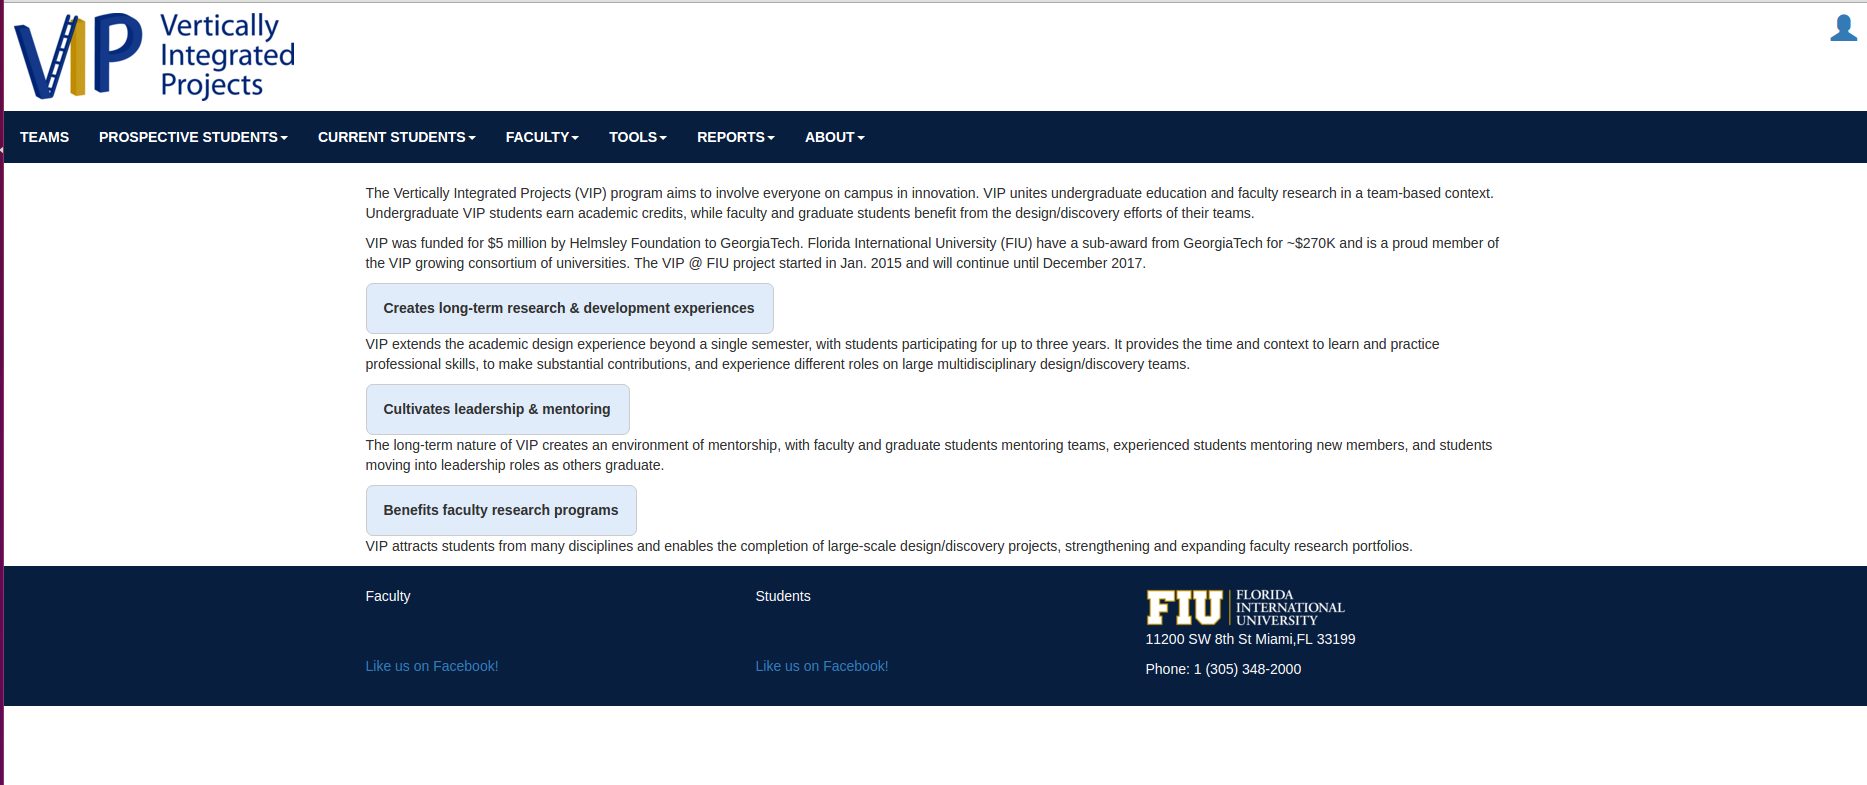 VIP Vertically
Integrated
Projects
TEAMS PROSPECTIVE STUDENTS CURRENT STUDENTS FACULTY TOOLS REPORTS ABOUT
The Vertically Integrated Projects (VIP) program aims to involve everyone on campus in innovation. VIP unites undergraduate education and faculty research in a team-based context.
Undergraduate VIP students earn academic credits, while faculty and graduate students benefit from the design/discovery efforts of their teams.
VIP was funded for $5 million by Helmsley Foundation to GeorgiaTech. Florida International University (FIU) have a sub-award from GeorgiaTech for ~$270K and is a proud member of
the VIP growing consortium of universities. The VIP @ FIU project started in Jan. 2015 and will continue until December 2017.
Creates long-term research & development experiences
VIP extends the academic design experience beyond a single semester, with students participating for up to three years. It provides the time and context to learn and practice
professional skills, to make substantial contributions, and experience different roles on large multidisciplinary design/discovery teams.
Cultivates leadership & mentoring
The long-term nature of VIP creates an environment of mentorship, with faculty and graduate students mentoring teams, experienced students mentoring new members, and students
moving into leadership roles as others graduate.
Benefits faculty research programs
VIP attracts students from many disciplines and enables the completion of large-scale design/discovery projects, strengthening and expanding faculty research portfolios.
Faculty
Like us on Facebook!
Students
Like us on Facebook!
FIU FLORIDA
INTERNATIONAL
UNIVERSITY
11200 SW 8th St Miami,FL 33199
Phone: 1 (305) 348-2000